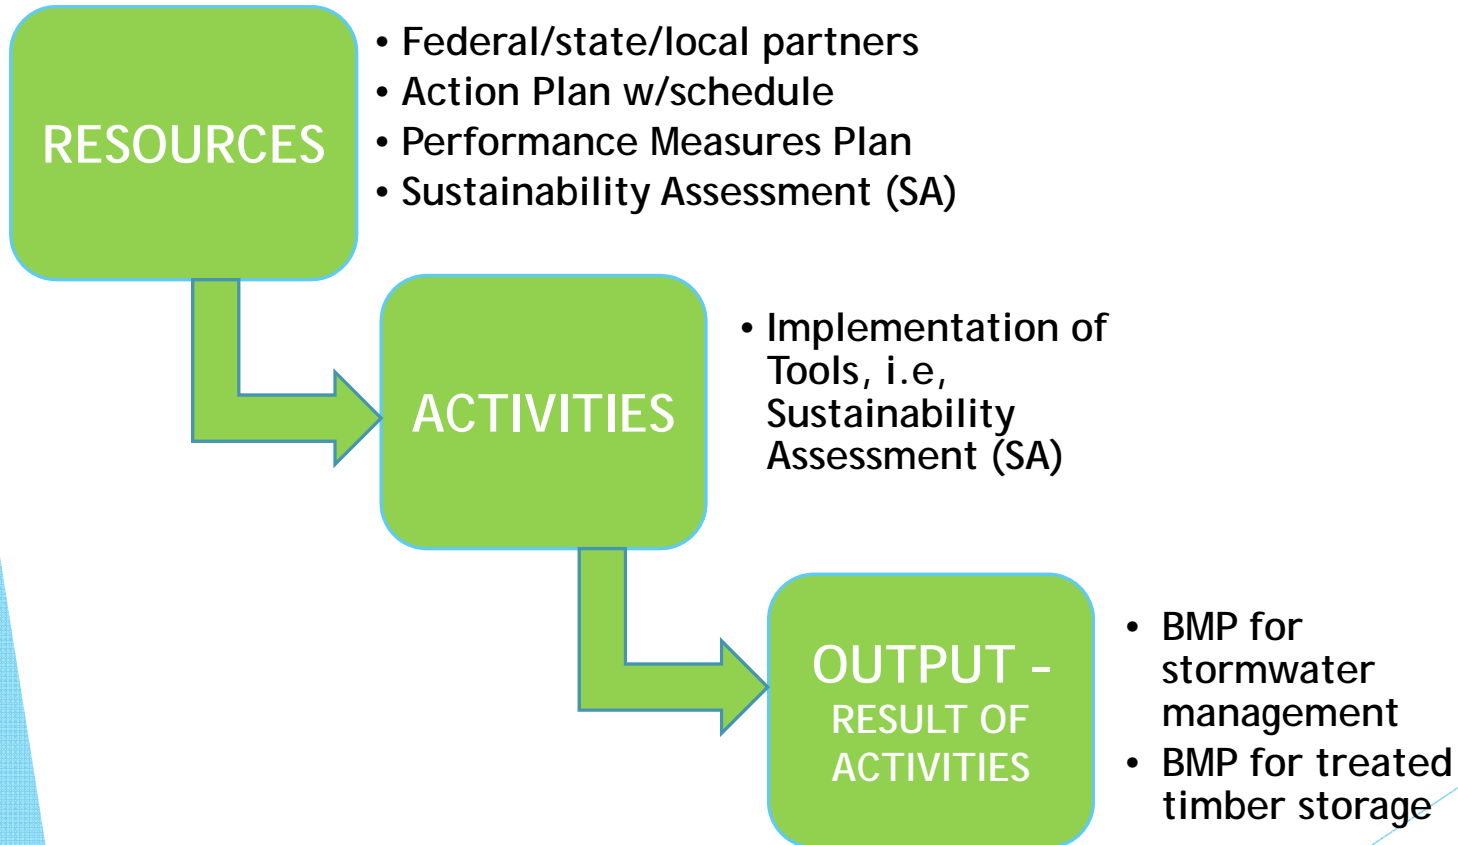 RESOURCES
• Federal/state/local partners
• Action Plan w/schedule
• Performance Measures Plan
• Sustainability Assessment (SA)
ACTIVITIES
• Implementation of
Tools, i.e,
Sustainability
Assessment (SA)
OUTPUT –
RESULT OF
ACTIVITIES
• BMP for
stormwater
management
• BMP for treated
timber storage